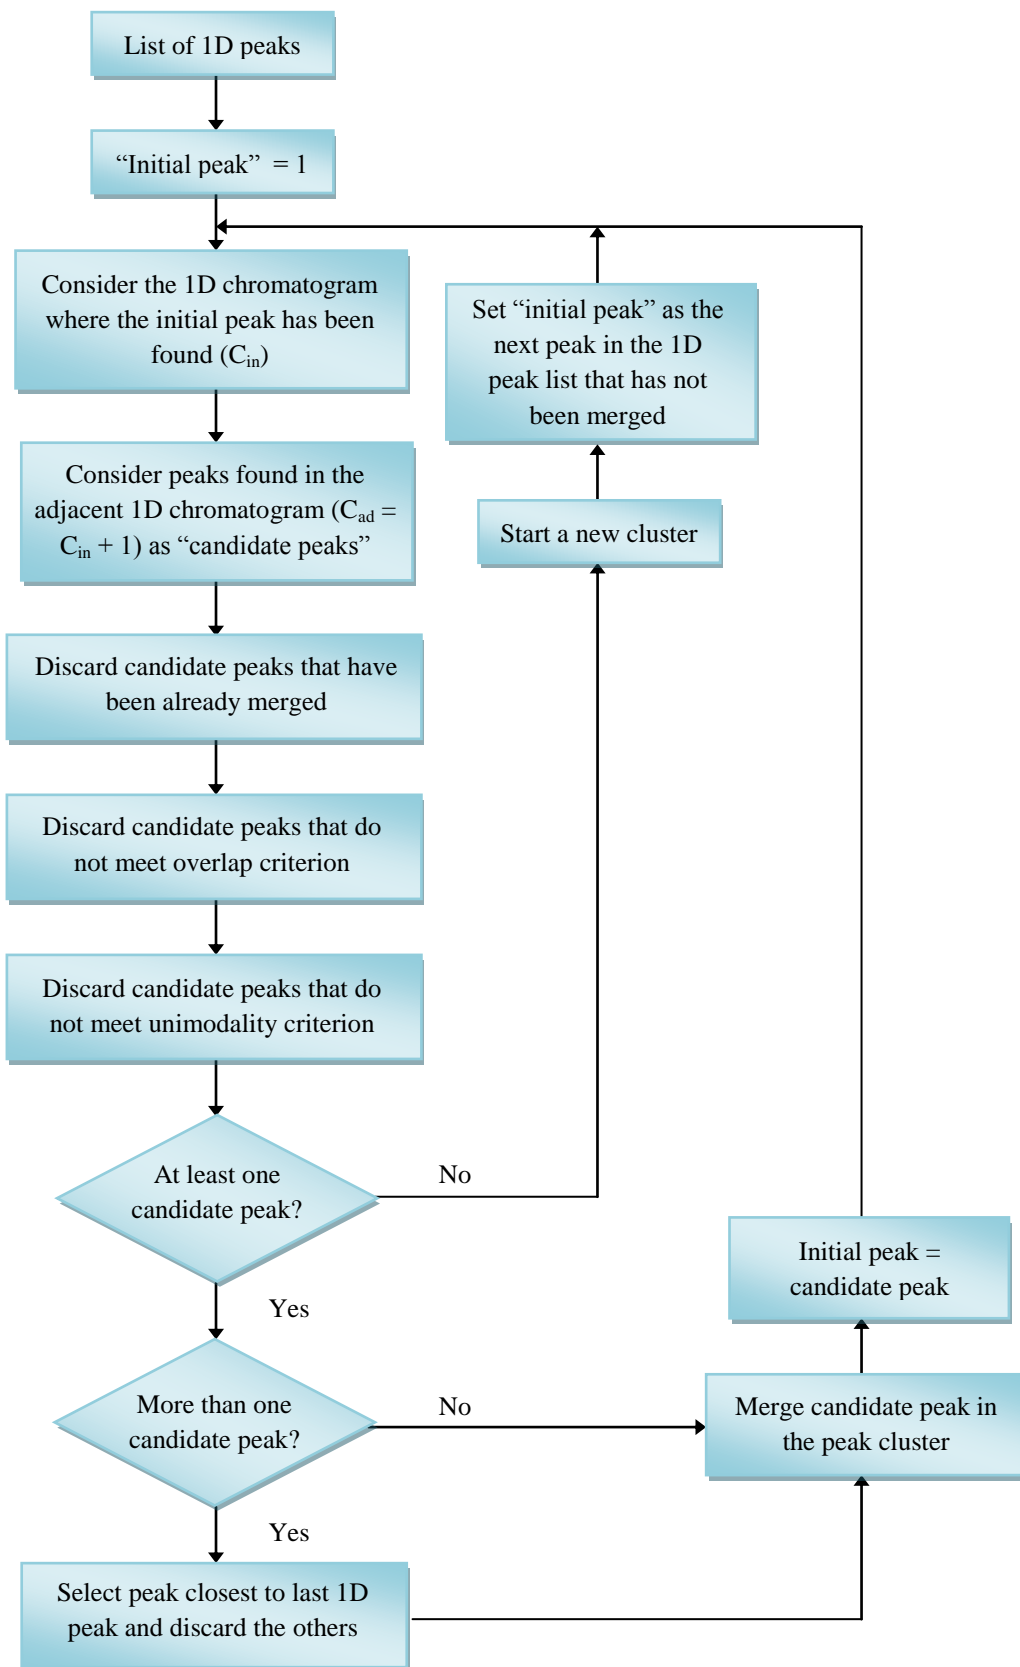 List of 1D peaks
“Initial peak” = 1
Consider the 1D chromatogram
where the initial peak has been
found (Cin)
Set “initial peak” as the
next peak in the 1D
peak list that has not
been merged
Consider peaks found in the
adjacent 1D chromatogram (Cad =
Cin + 1) as “candidate peaks”
Start a new cluster
Discard candidate peaks that have
been already merged
Discard candidate peaks that do
not meet overlap criterion
Discard candidate peaks that do
not meet unimodality criterion
At least one
candidate peak?
No
Yes
Initial peak =
candidate peak
More than one
candidate peak?
No
Merge candidate peak in
the peak cluster
Yes
Select peak closest to last 1D
peak and discard the others